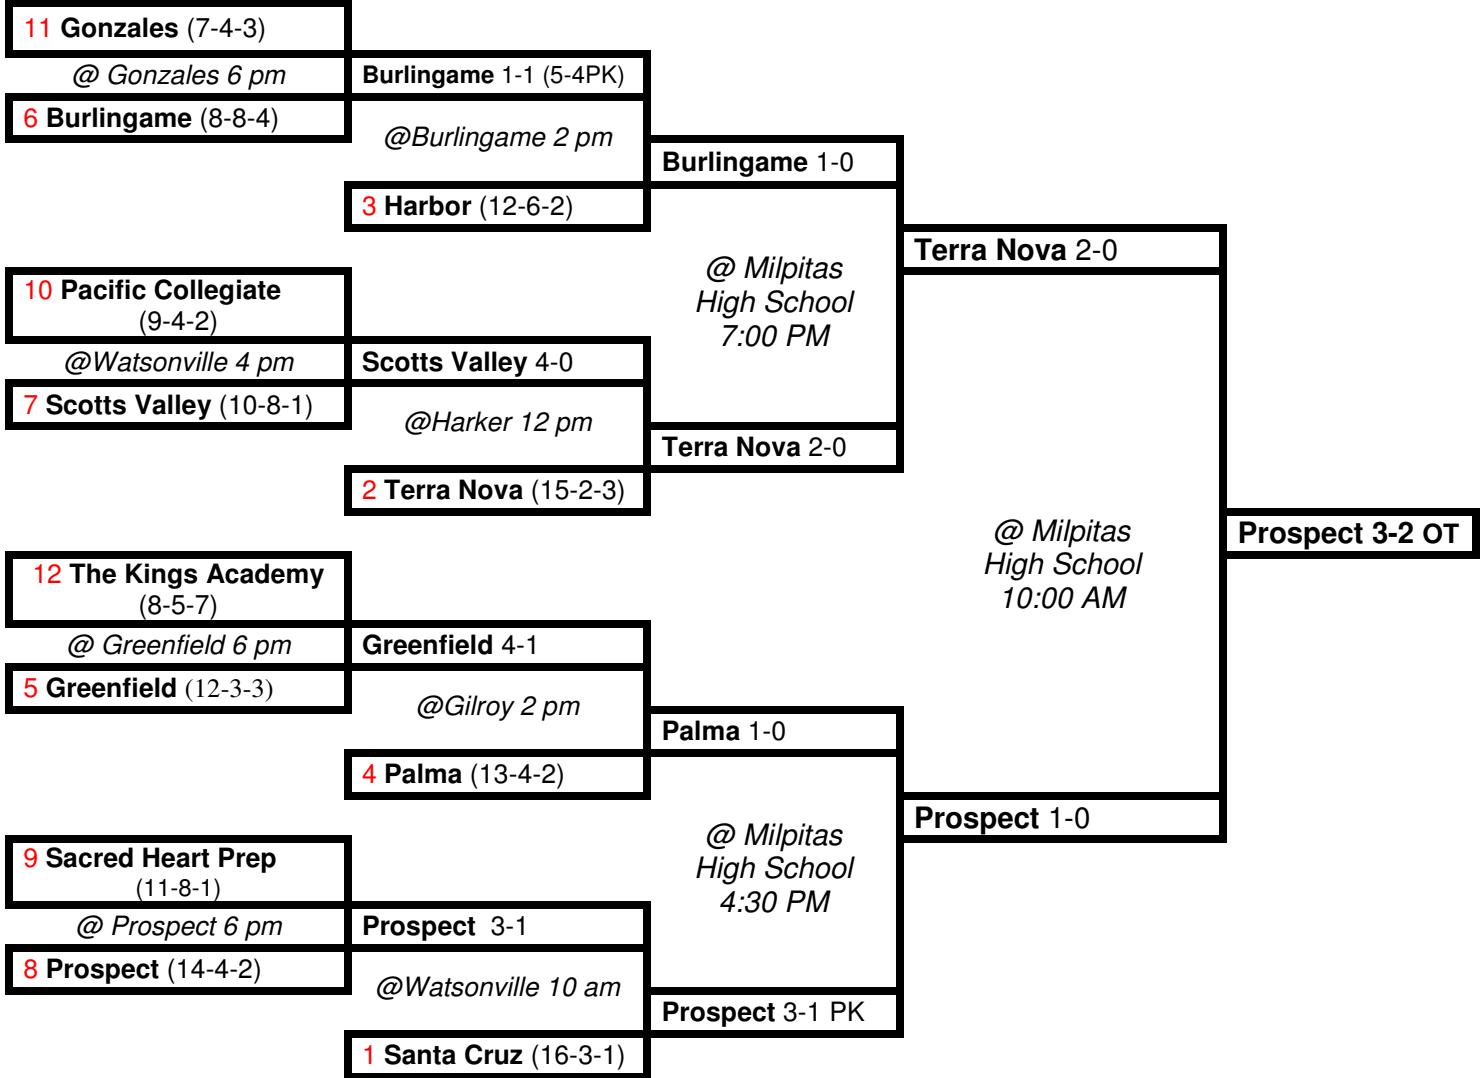 11 Gonzales (7-4-3)
@ Gonzales 6 pm
Burlingame 1-1 (5-4PK)
6 Burlingame (8-8-4)
@Burlingame 2 pm
Burlingame 1-0
3 Harbor (12-6-2)
Terra Nova 2-0
@ Milpitas
High School
7:00 PM
10 Pacific Collegiate
(9-4-2)
@Watsonville 4 pm
Scotts Valley 4-0
7 Scotts Valley (10-8-1)
@Harker 12 pm
Terra Nova 2-0
2 Terra Nova (15-2-3)
@ Milpitas
High School
10:00 AM
Prospect 3-2 OT
12 The Kings Academy
(8-5-7)
@ Greenfield 6 pm
Greenfield 4-1
5 Greenfield (12-3-3)
@Gilroy 2 pm
Palma 1-0
4 Palma (13-4-2)
Prospect 1-0
@ Milpitas
High School
4:30 PM
9 Sacred Heart Prep
(11-8-1)
@ Prospect 6 pm
Prospect 3-1
8 Prospect (14-4-2)
@Watsonville 10 am
Prospect 3-1 PK
1 Santa Cruz (16-3-1)